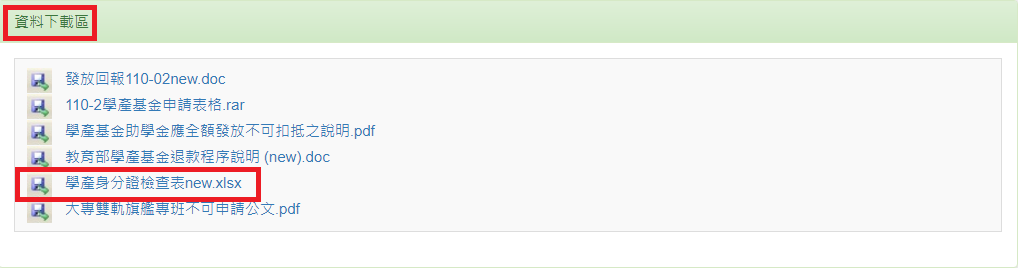 資料下載區
發放回報110-02new.doc
110-2學產基金申請表格.rar
學產基金助學金應全額發放不可扣抵之說明.pdf
教育部學產基金退款程序說明 (new).doc
學產身分證檢查表new.xlsx
大專雙軌旗艦專班不可申請公文.pdf